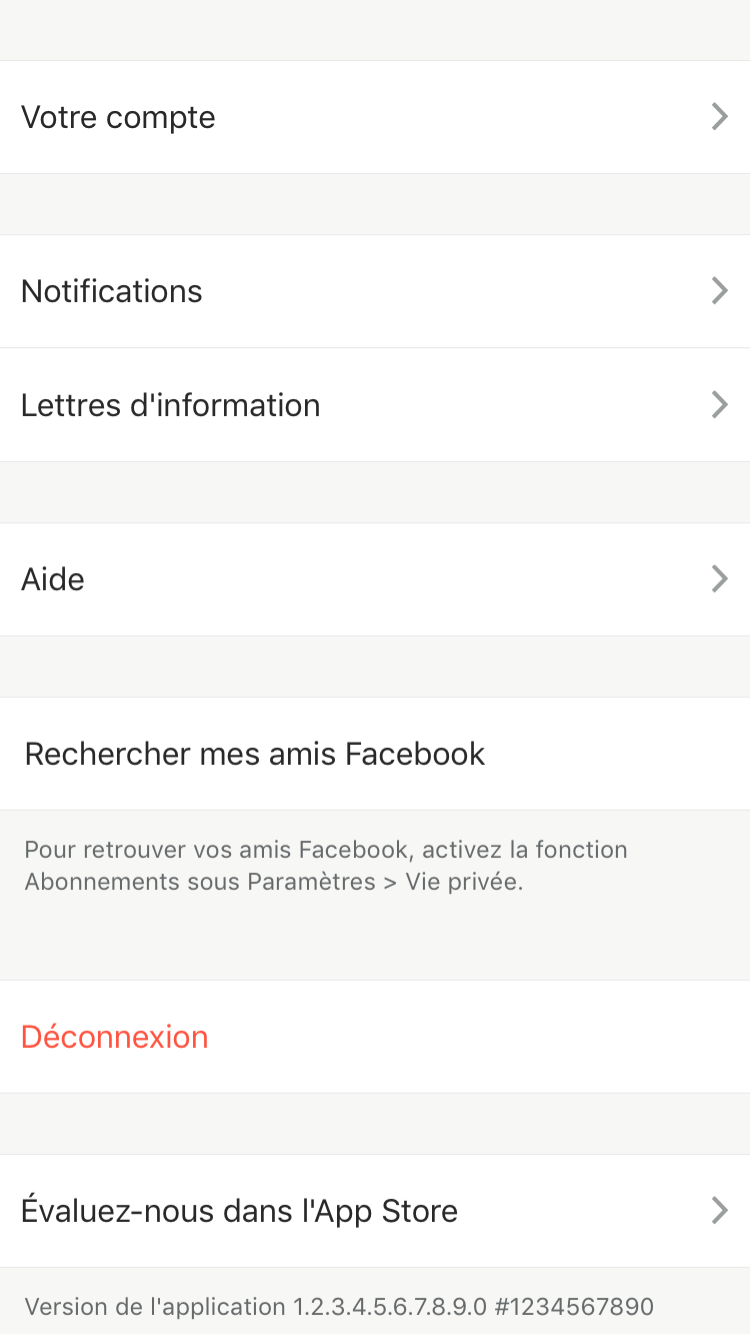 Votre compte
Notifications
Lettres d'information
Aide
Rechercher mes amis Facebook
Pour retrouver vos amis Facebook, activez la fonction
Abonnements sous Paramètres > Vie privée.
Déconnexion
Évaluez-nous dans l'App Store
Version de l'application 1.2.3.4.5.6.7.8.9.0 #1234567890